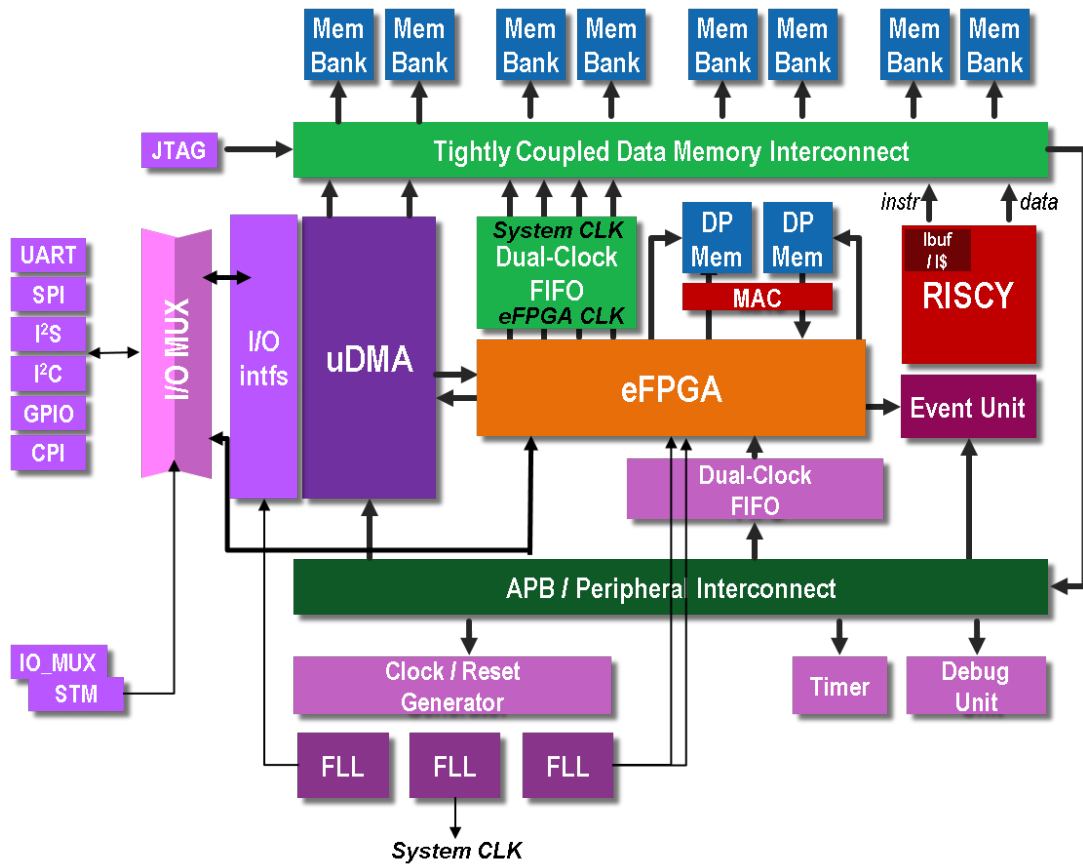 Mem
Bank
Mem
Bank
Mem
Bank
Mem
Bank
Mem
Bank
Mem
Bank
Mem
Bank
Mem
Bank
JTAG
Tightly Coupled Data Memory Interconnect
instr
data
UART
SPI
I²S
I²C
GPIO
CPI
I/O MUX
I/O
intfs
uDMA
System CLK
Dual-Clock
FIFO
eFPGA CLK
DP
Mem
DP
Mem
MAC
Ibuf
/ I$
RISCY
eFPGA
Event Unit
Dual-Clock
FIFO
APB / Peripheral Interconnect
IO_MUX
STM
Clock / Reset
Generator
Timer
Debug
Unit
FLL
FLL
FLL
System CLK